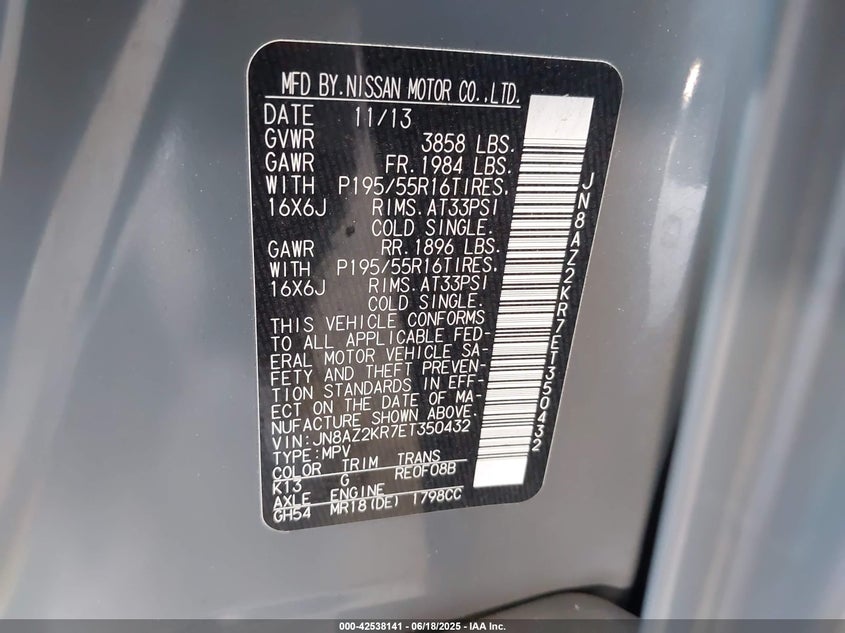 MFD BY.NISSAN MOTOR CO.,LTD.
DATE 11/13
GVWR 3858 LBS.
GAWR FR.1984 LBS.
WITH P195/55R16TIRES,
16X6J RIMS.AT33PSI
COLD SINGLE.
GAWR RR.1896 LBS.
WITH P195/55R16TIRES.
16X6J RIMS.AT33PSI
COLD SINGLE.
THIS VEHICLE CONFORMS
TO ALL APPLICABLE FED-
ERAL MOTOR VEHICLE SA-
FETY AND THEFT PREVEN-
TION STANDARDS IN EFF-
ECT ON THE DATE OF MA-
NUFACTURE SHOWN ABOVE.
VIN:JN8AZ2KR7ET350432
TYPE:MPV
COLOR TRIM TRANS
K13 G RE0F08B
AXLE ENGINE
GH54 MR18(DE) 1798CC
JN8AZ2KR7ET350432
000-42538141 - 06/18/2025 - IAA Inc.